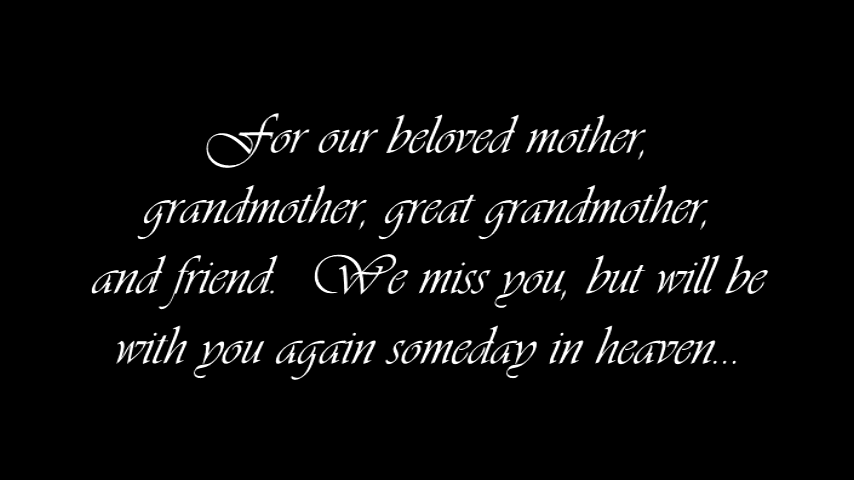 For our beloved mother,
grandmother, great grandmother,
and friend.  We miss you, but will be
with you again someday in heaven...